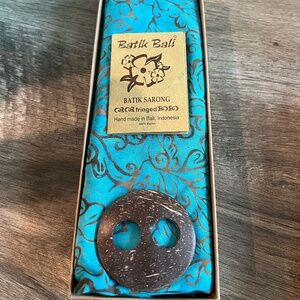 Batik Bali
BATIK SARONG
fringed
Hand made in Bali, Indonesia